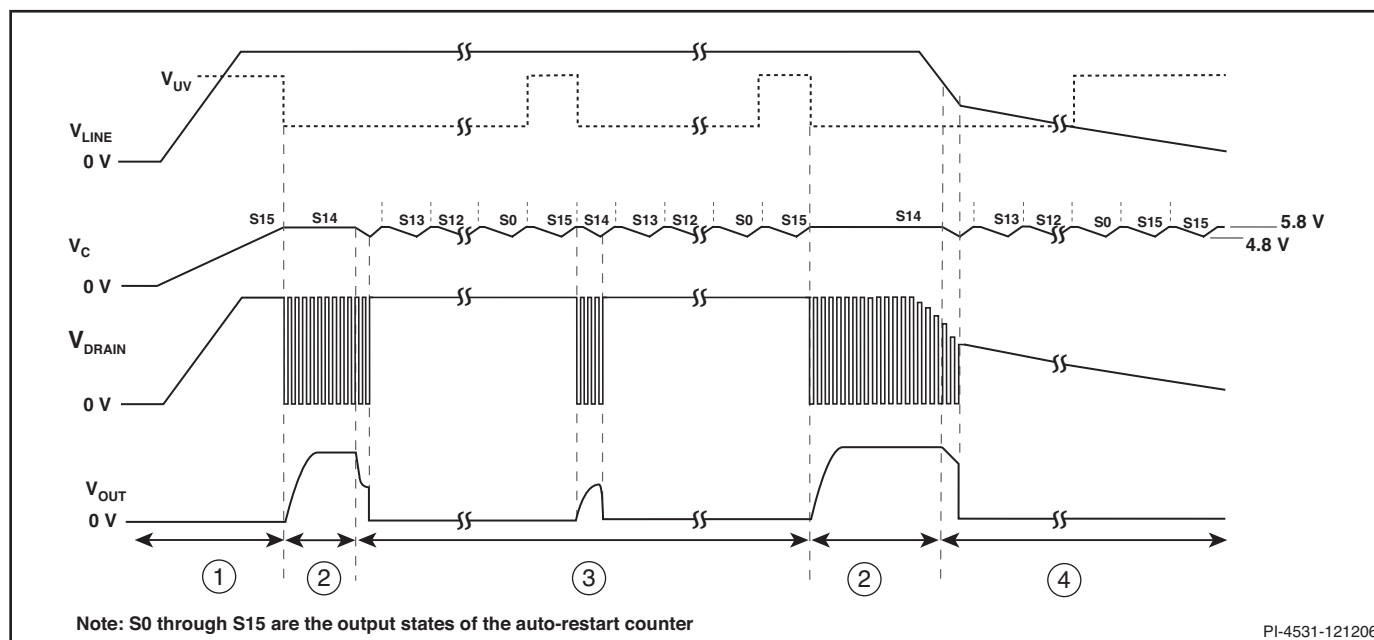 V_UV
V_LINE
0 V
S15 S14 S13 S12 S0 S15 S14 S13 S12 S0 S15 S14 S13 S12 S0 S15 S15 5.8 V
4.8 V
V_C
0 V
V_DRAIN
0 V
V_OUT
0 V
1 2 3 2 4
Note: S0 through S15 are the output states of the auto-restart counter
PI-4531-121206